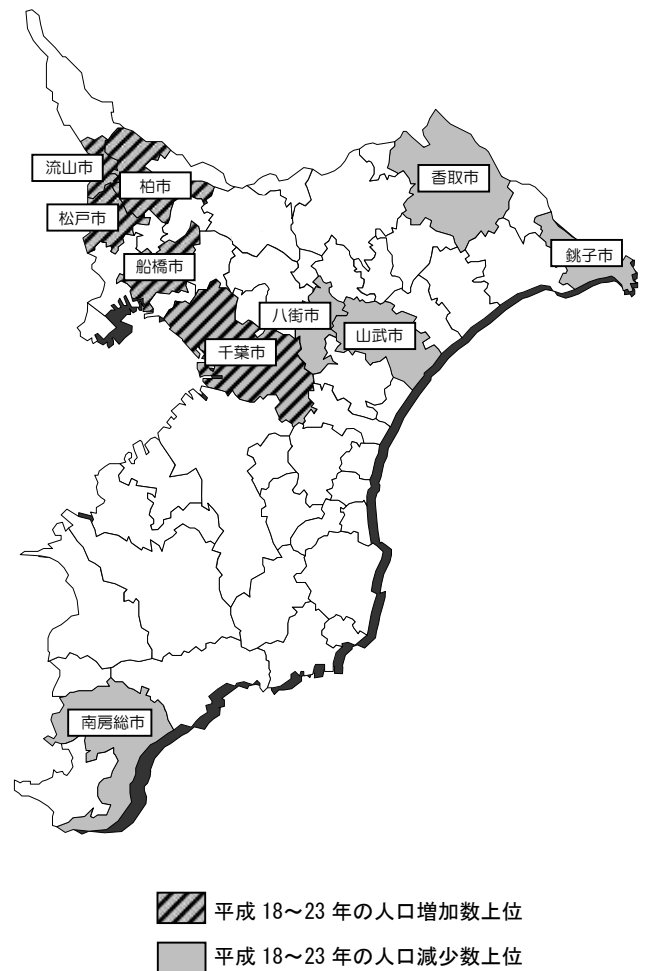 流山市
柏市
松戸市
船橋市
千葉市
八街市
山武市
香取市
銚子市
南房総市
平成 18～23 年の人口増加数上位
平成 18～23 年の人口減少数上位